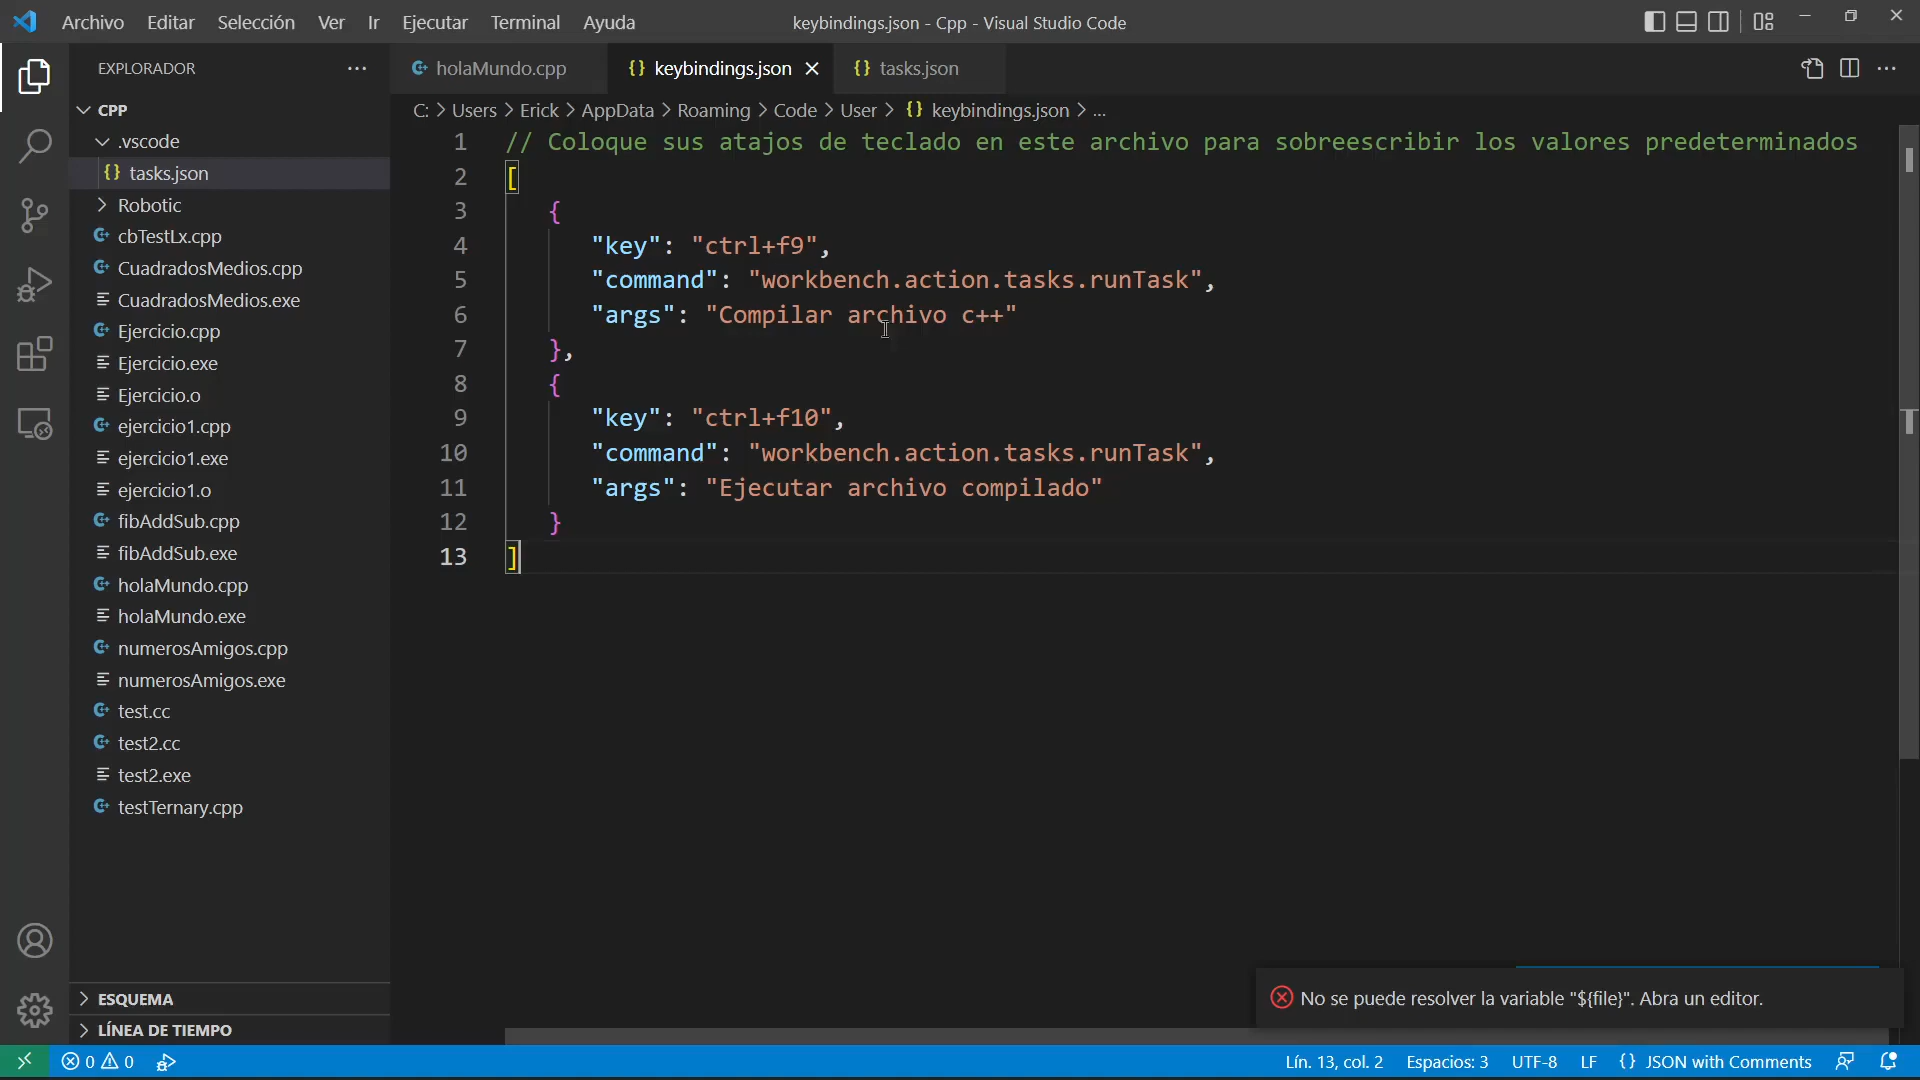 Archivo Editar Selección Ver Ir Ejecutar Terminal Ayuda
keybindings.json - Cpp - Visual Studio Code
EXPLORADOR
CPP
.vscode
tasks.json
Robotic
cbTestLx.cpp
CuadradosMedios.cpp
CuadradosMedios.exe
Ejercicio.cpp
Ejercicio.exe
Ejercicio.o
ejercicio1.cpp
ejercicio1.exe
ejercicio1.o
fibAddSub.cpp
fibAddSub.exe
holaMundo.cpp
holaMundo.exe
numerosAmigos.cpp
numerosAmigos.exe
test.cc
test2.cc
test2.exe
testTernary.cpp
ESQUEMA
LÍNEA DE TIEMPO
holaMundo.cpp
keybindings.json
tasks.json
C: > Users > Erick > AppData > Roaming > Code > User > {} keybindings.json > ...
1 // Coloque sus atajos de teclado en este archivo para sobreescribir los valores predeterminados
2 [
3 {
4 "key": "ctrl+f9",
5 "command": "workbench.action.tasks.runTask",
6 "args": "Compilar archivo c++"
7 },
8 {
9 "key": "ctrl+f10",
10 "command": "workbench.action.tasks.runTask",
11 "args": "Ejecutar archivo compilado"
12 }
13 ]
No se puede resolver la variable "${file}". Abra un editor.
0 0
Lín. 13, col. 2
Espacios: 3
UTF-8
LF
{} JSON with Comments